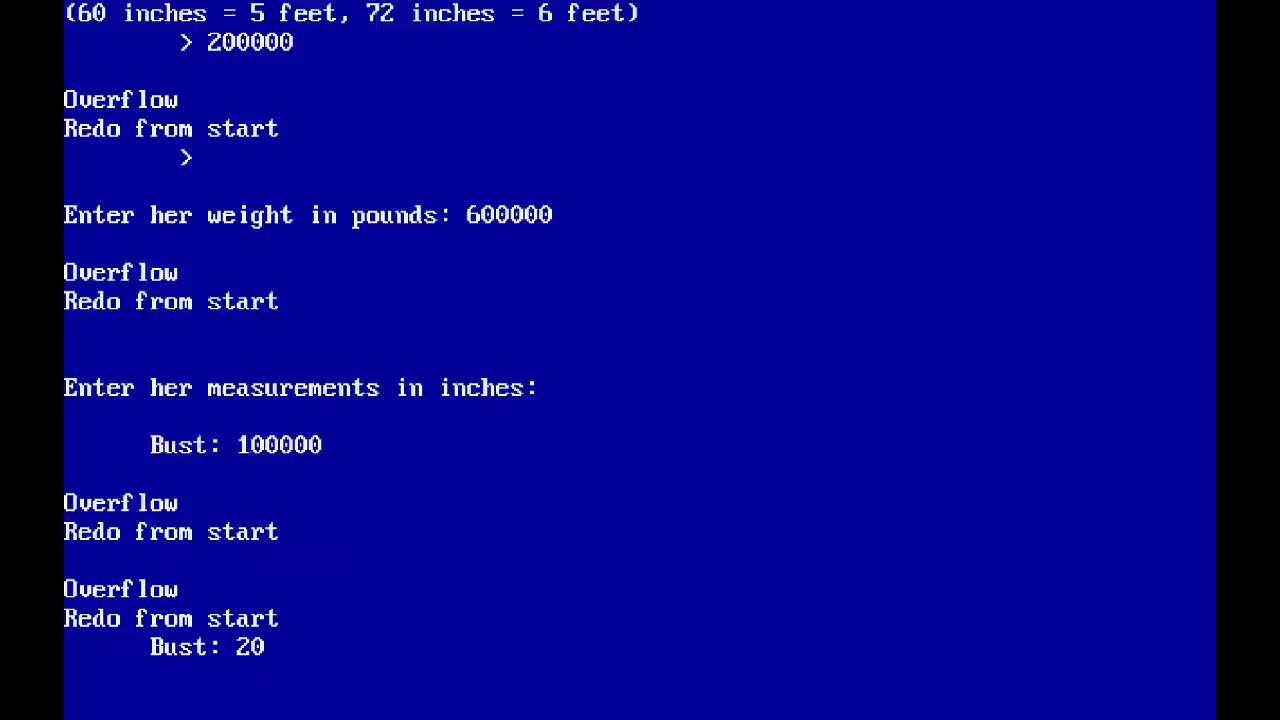 (60 inches = 5 feet, 72 inches = 6 feet)
> 200000
Overflow
Redo from start
>
Enter her weight in pounds: 600000
Overflow
Redo from start
Enter her measurements in inches:
Bust: 100000
Overflow
Redo from start
Overflow
Redo from start
Bust: 20